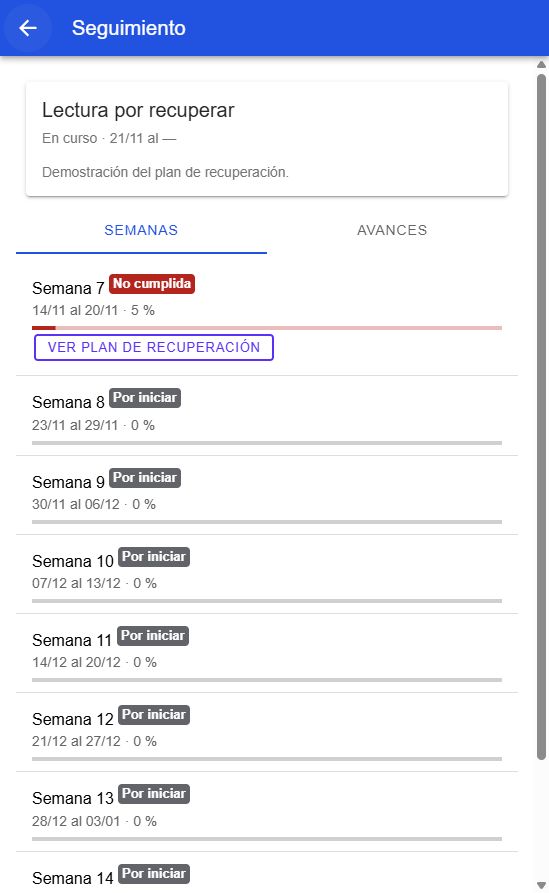 Seguimiento
Lectura por recuperar
En curso · 21/11 al —
Demostración del plan de recuperación.
SEMANAS
AVANCES
Semana 7 No cumplida
14/11 al 20/11 · 5 %
VER PLAN DE RECUPERACIÓN
Semana 8 Por iniciar
23/11 al 29/11 · 0 %
Semana 9 Por iniciar
30/11 al 06/12 · 0 %
Semana 10 Por iniciar
07/12 al 13/12 · 0 %
Semana 11 Por iniciar
14/12 al 20/12 · 0 %
Semana 12 Por iniciar
21/12 al 27/12 · 0 %
Semana 13 Por iniciar
28/12 al 03/01 · 0 %
Semana 14 Por iniciar